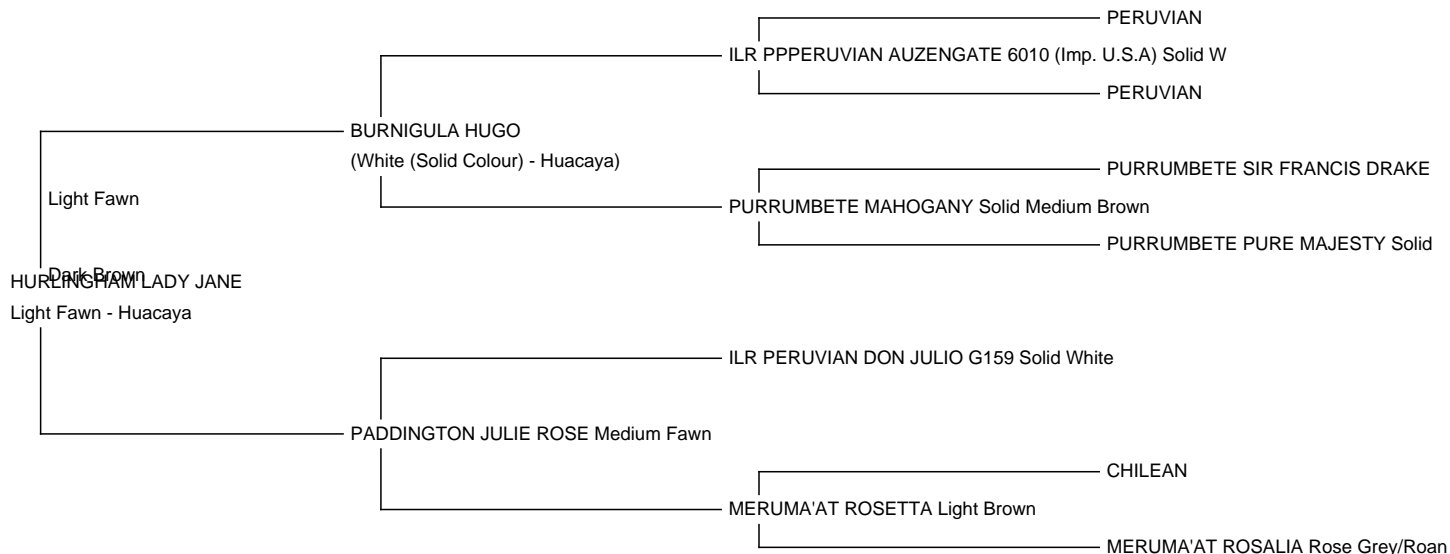 PERUVIAN
ILR PPPERUVIAN AUZENGATE 6010 (Imp. U.S.A) Solid W
PERUVIAN
BURNIGULA HUGO
(White (Solid Colour) - Huacaya)
PURRUMBETE SIR FRANCIS DRAKE
Light Fawn
PURRUMBETE MAHOGANY Solid Medium Brown
PURRUMBETE PURE MAJESTY Solid
Dark Brown
HURLINGHAM LADY JANE
Light Fawn - Huacaya
ILR PERUVIAN DON JULIO G159 Solid White
PADDINGTON JULIE ROSE Medium Fawn
CHILEAN
MERUMA'AT ROSETTA Light Brown
MERUMA'AT ROSALIA Rose Grey/Roan